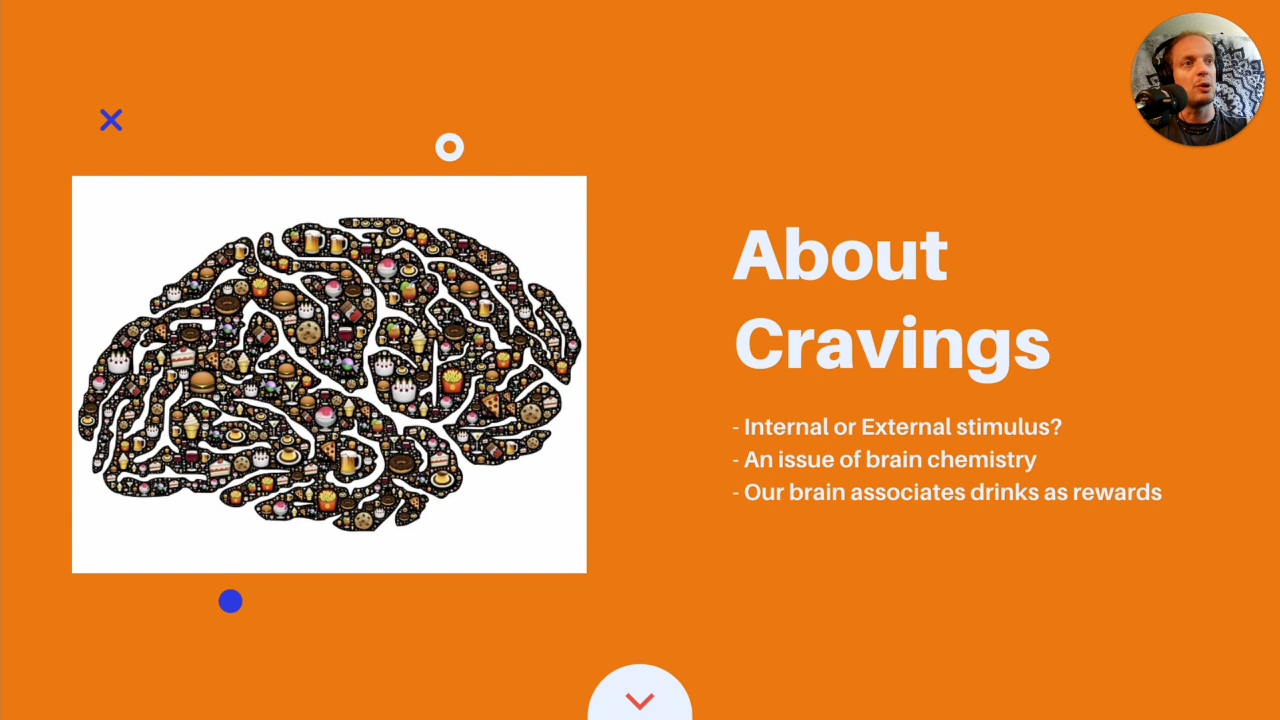 About
Cravings
- Internal or External stimulus?
- An issue of brain chemistry
- Our brain associates drinks as rewards